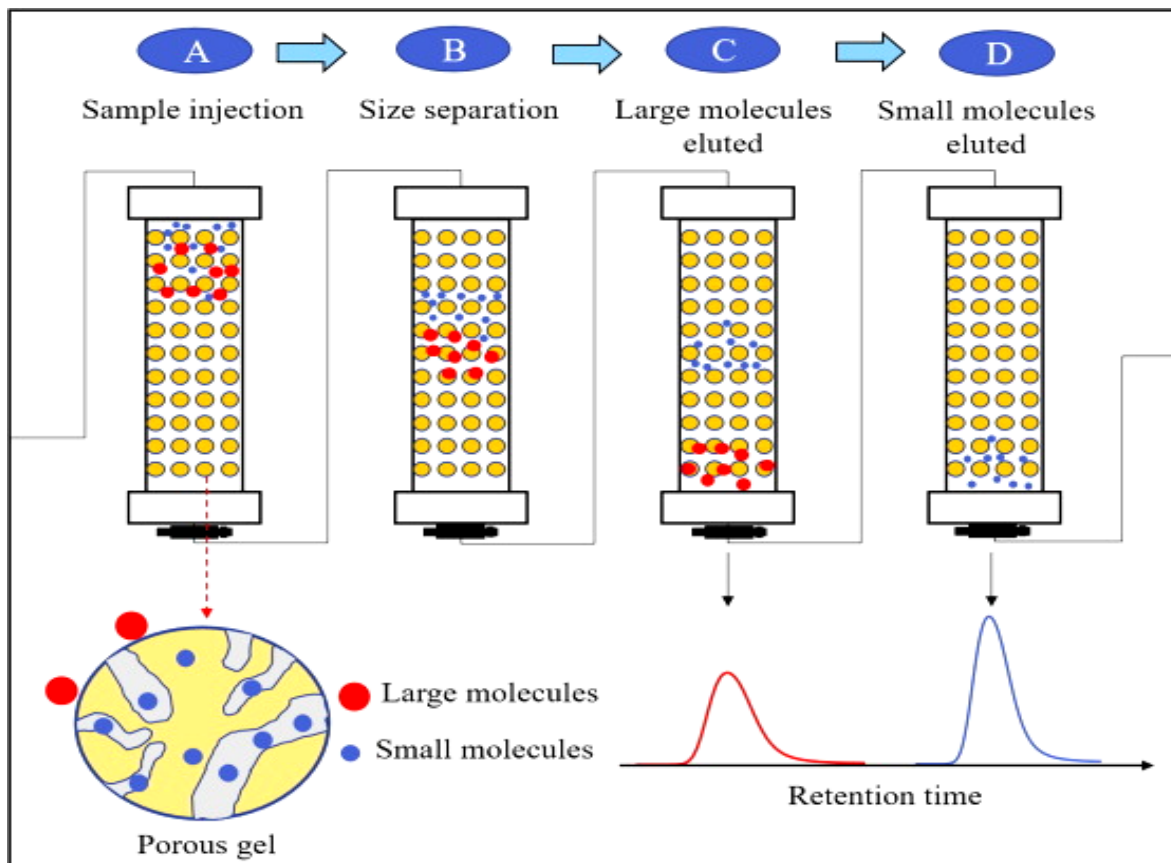 A
B
C
D
Sample injection
Size separation
Large molecules
eluted
Small molecules
eluted
Large molecules
Small molecules
Porous gel
Retention time